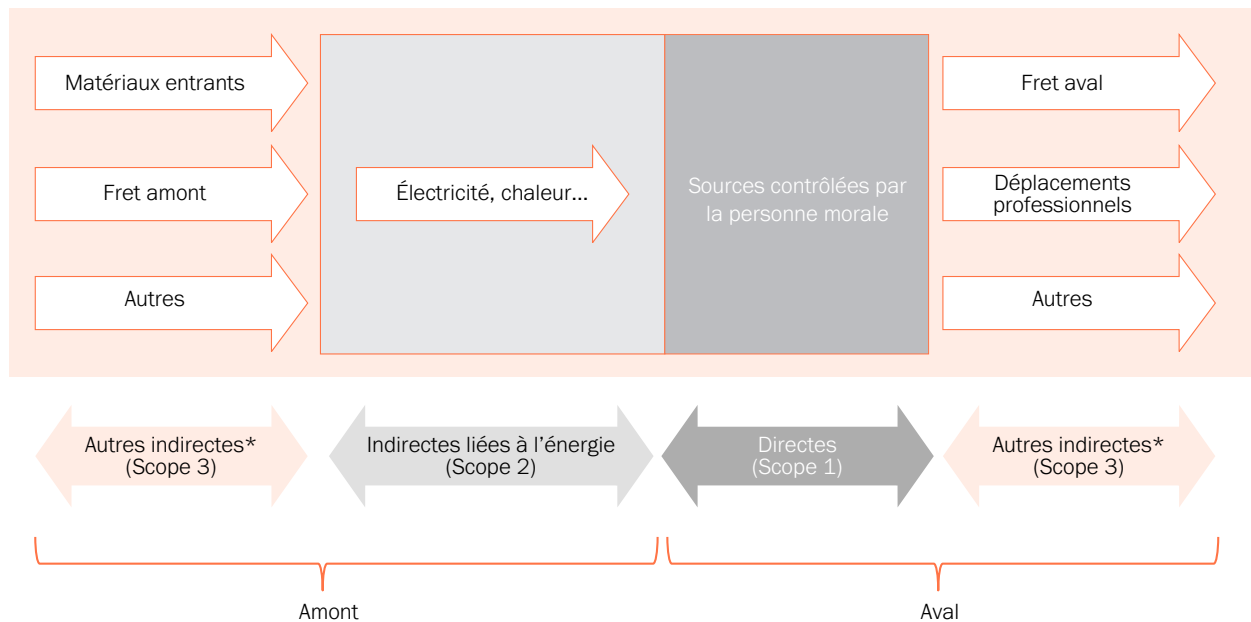 Matériaux entrants
Fret amont
Autres
Électricité, chaleur...
Sources contrôlées par
la personne morale
Fret aval
Déplacements
professionnels
Autres
Autres indirectes*
(Scope 3)
Indirectes liées à l'énergie
(Scope 2)
Directes
(Scope 1)
Autres indirectes*
(Scope 3)
Amont
Aval